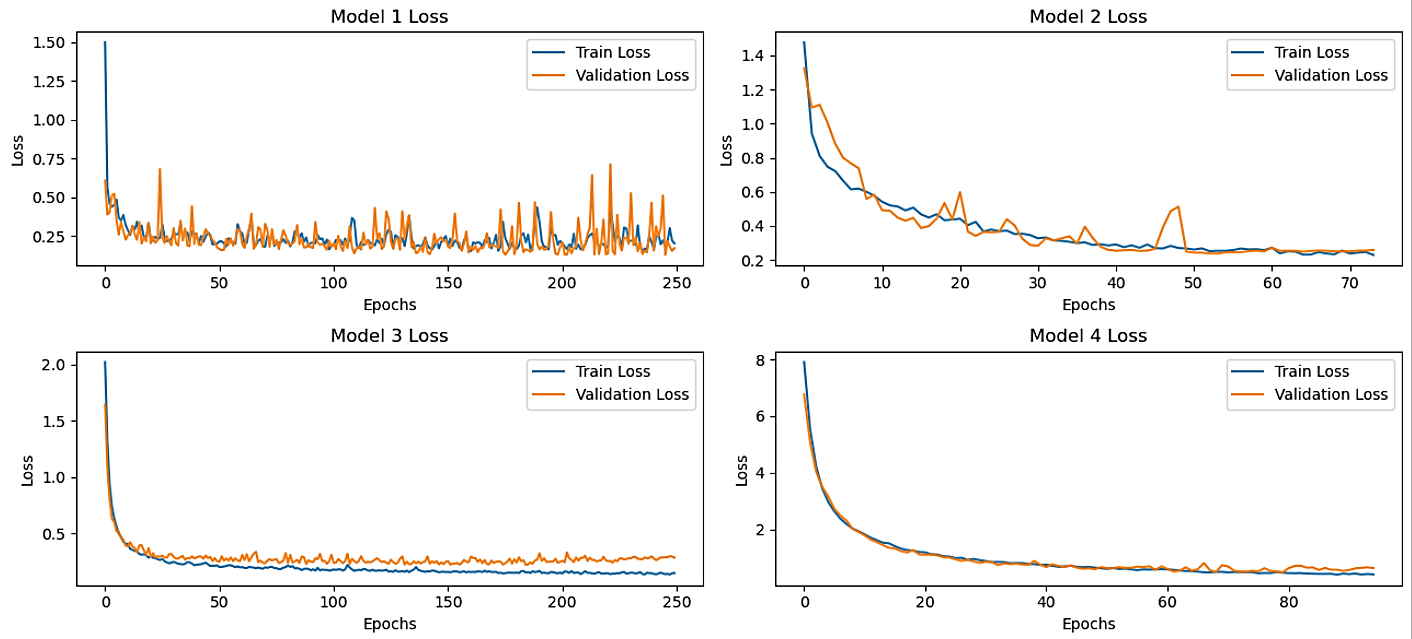 Model 1 Loss
1.50
1.25
1.00
0.75
0.50
0.25
Loss
Train Loss
Validation Loss
0 50 100 150 200 250
Epochs
Model 2 Loss
1.4
1.2
1.0
0.8
0.6
0.4
0.2
Loss
Train Loss
Validation Loss
0 10 20 30 40 50 60 70
Epochs
Model 3 Loss
2.0
1.5
1.0
0.5
Loss
Train Loss
Validation Loss
0 50 100 150 200 250
Epochs
Model 4 Loss
8
6
4
2
Loss
Train Loss
Validation Loss
0 20 40 60 80
Epochs